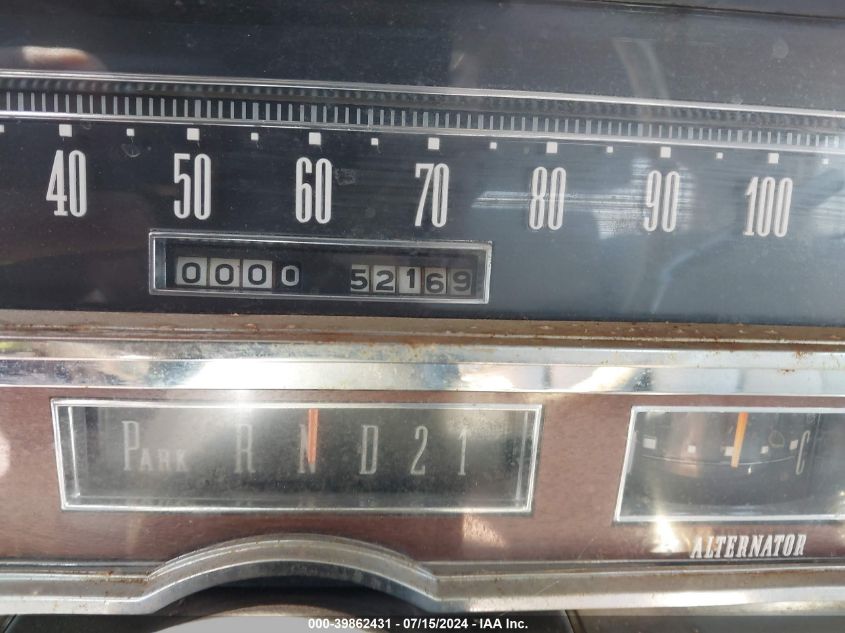 40 50 60 70 80 90 100
0000 52169
PARK R N D 2 1
C
ALTERNATOR
000-39862431 - 07/15/2024 - IAA Inc.